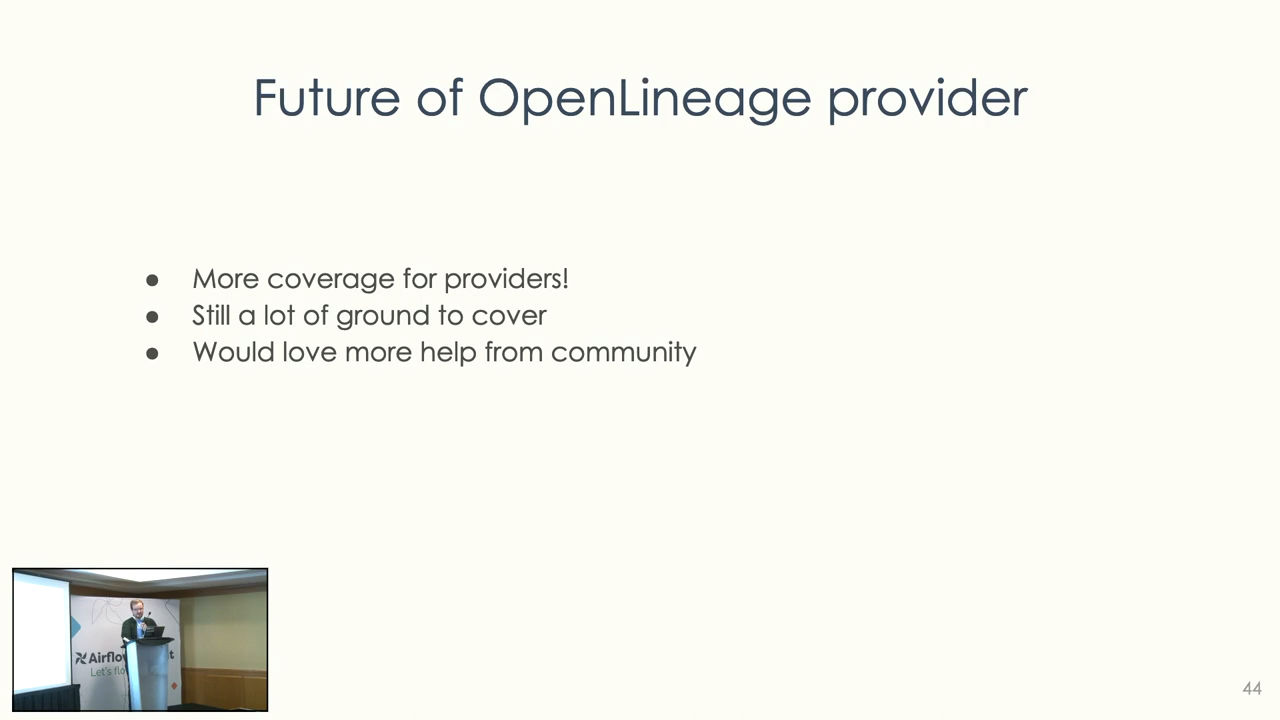 Future of OpenLineage provider
● More coverage for providers!
● Still a lot of ground to cover
● Would love more help from community
Airflow
Let's flo
44